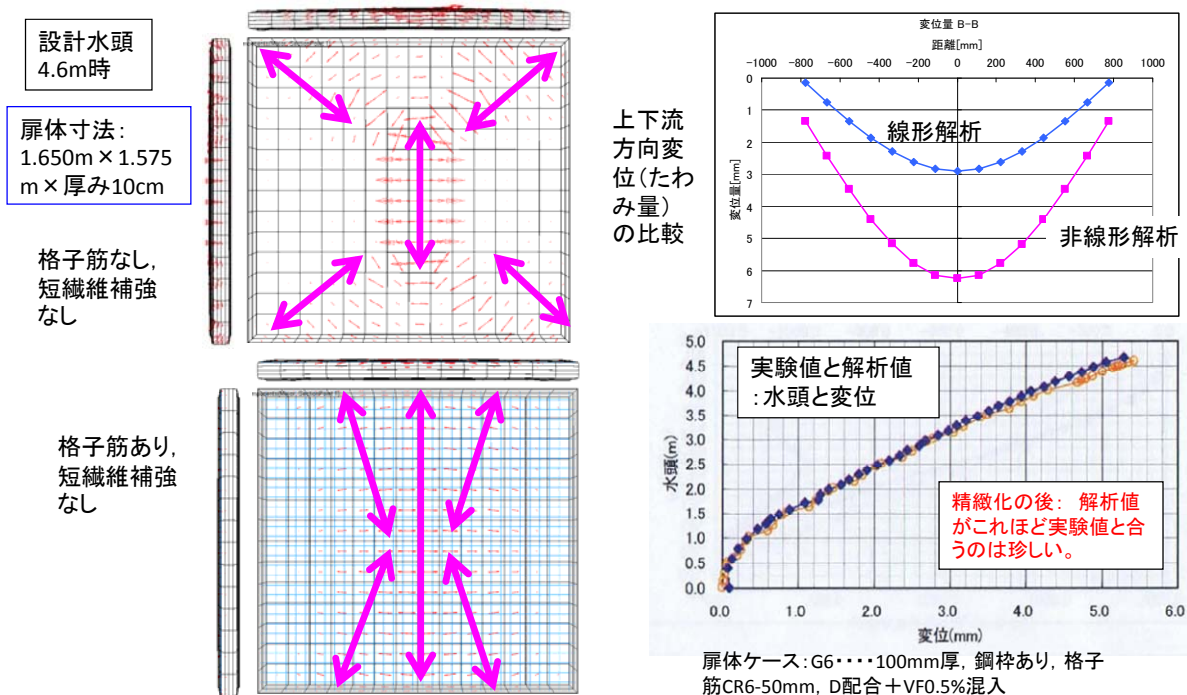 設計水頭
4.6m時
扉体寸法：
1.650m×1.575
m×厚み10cm
格子筋なし，
短繊維補強
なし
格子筋あり，
短繊維補強
なし
上下流
方向変
位（たわ
み量）
の比較
変位量 B-B
距離[mm]
-1000 -800 -600 -400 -200 0 200 400 600 800 1000
0
1
2
3
4
5
6
7
変位量[mm]
線形解析
非線形解析
5.0
4.5
4.0
3.5
3.0
2.5
2.0
1.5
1.0
0.5
0.0
水頭(m)
実験値と解析値
：水頭と変位
精緻化の後： 解析値
がこれほど実験値と合
うのは珍しい。
0.0 1.0 2.0 3.0 4.0 5.0 6.0
変位(mm)
扉体ケース：G6････100mm厚，鋼枠あり，格子
筋CR6-50mm，D配合＋VF0.5%混入